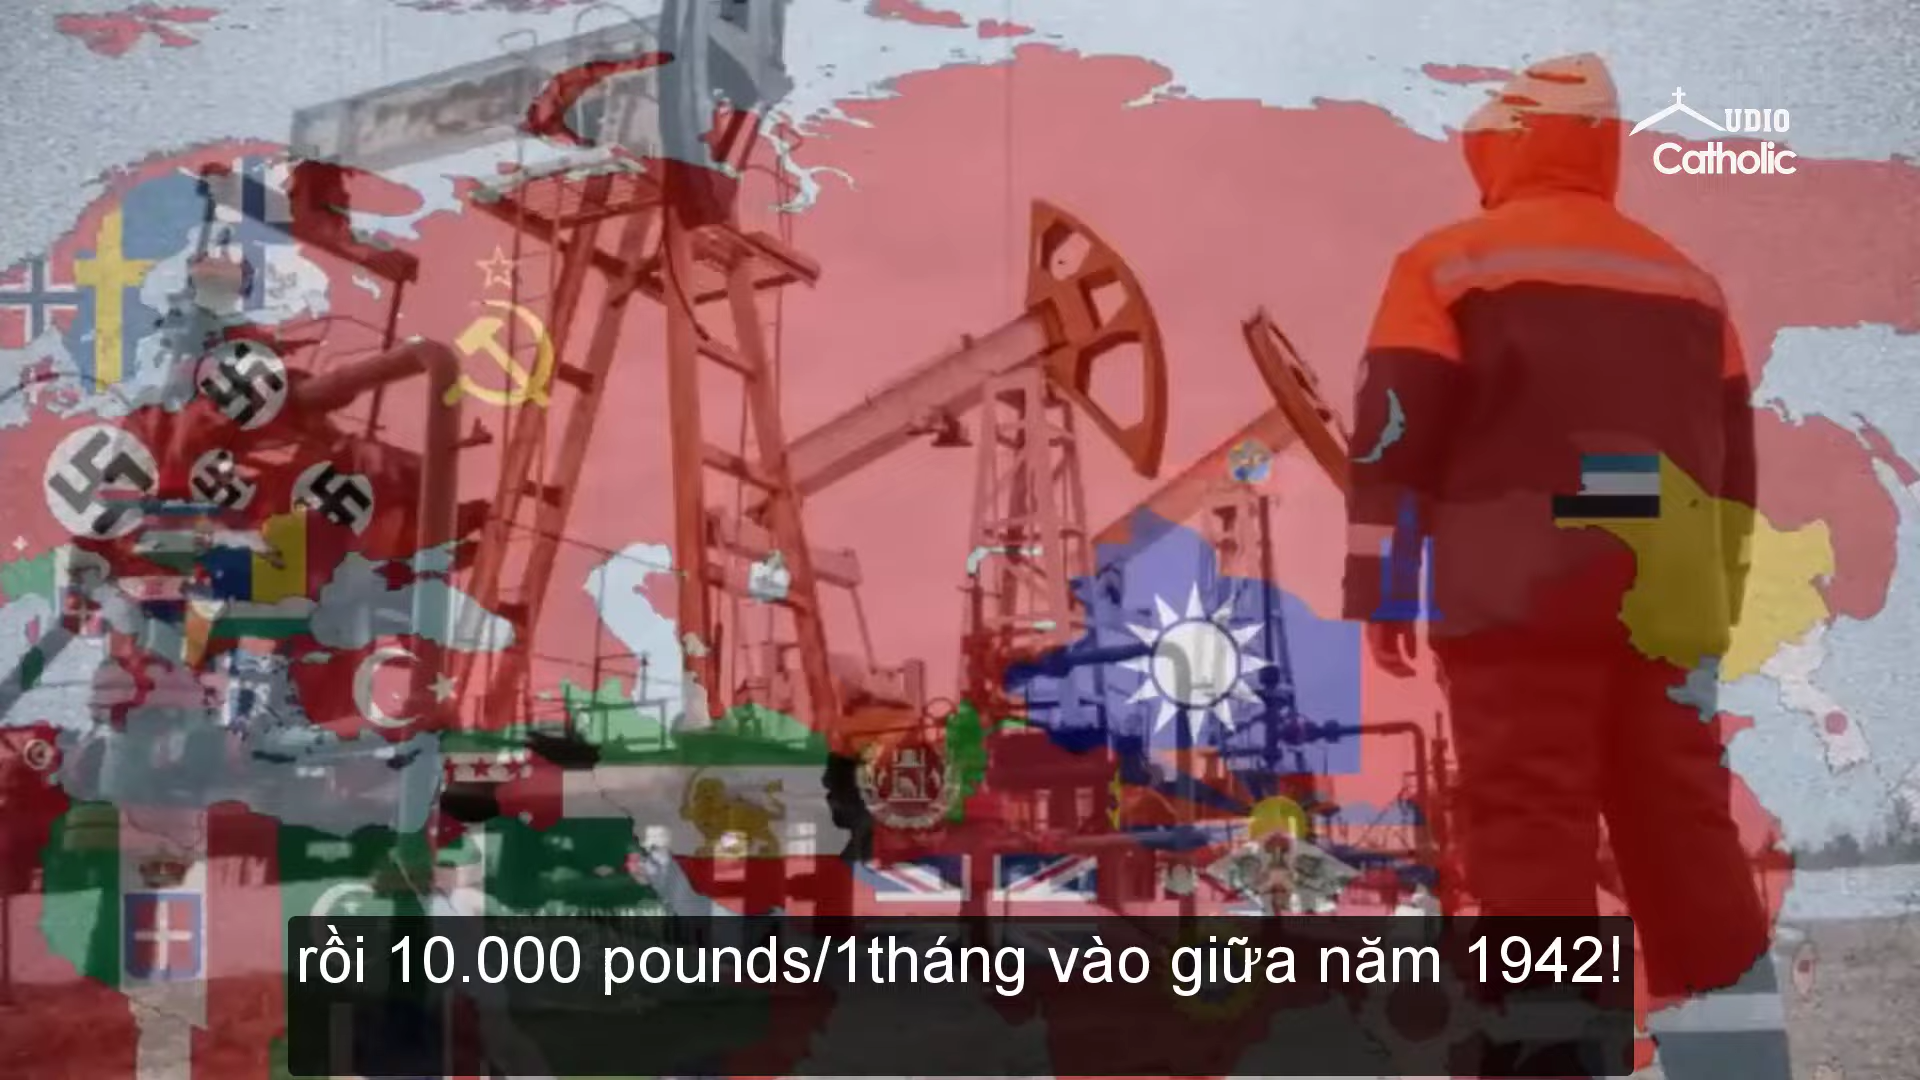 UDIO
Catholic
rồi 10.000 pounds/1tháng vào giữa năm 1942!